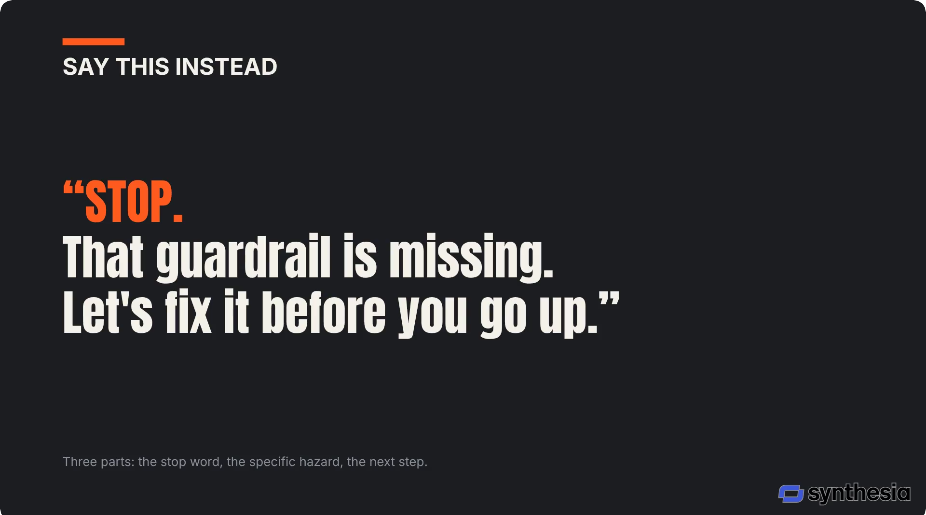 SAY THIS INSTEAD
“STOP.
That guardrail is missing.
Let's fix it before you go up.”
Three parts: the stop word, the specific hazard, the next step.
synthesia